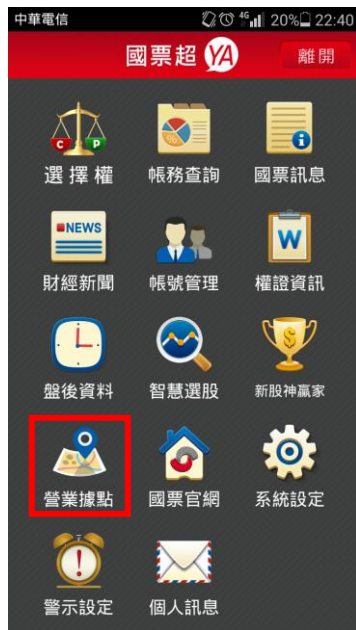 中華電信 4G 20% 22:40
國票超 YA 離開
C P % i
選擇權 帳務查詢 國票訊息
NEWS W
財經新聞 帳號管理 權證資訊
$
盤後資料 智慧選股 新股神贏家
營業據點 國票官網 系統設定
警示設定 個人訊息